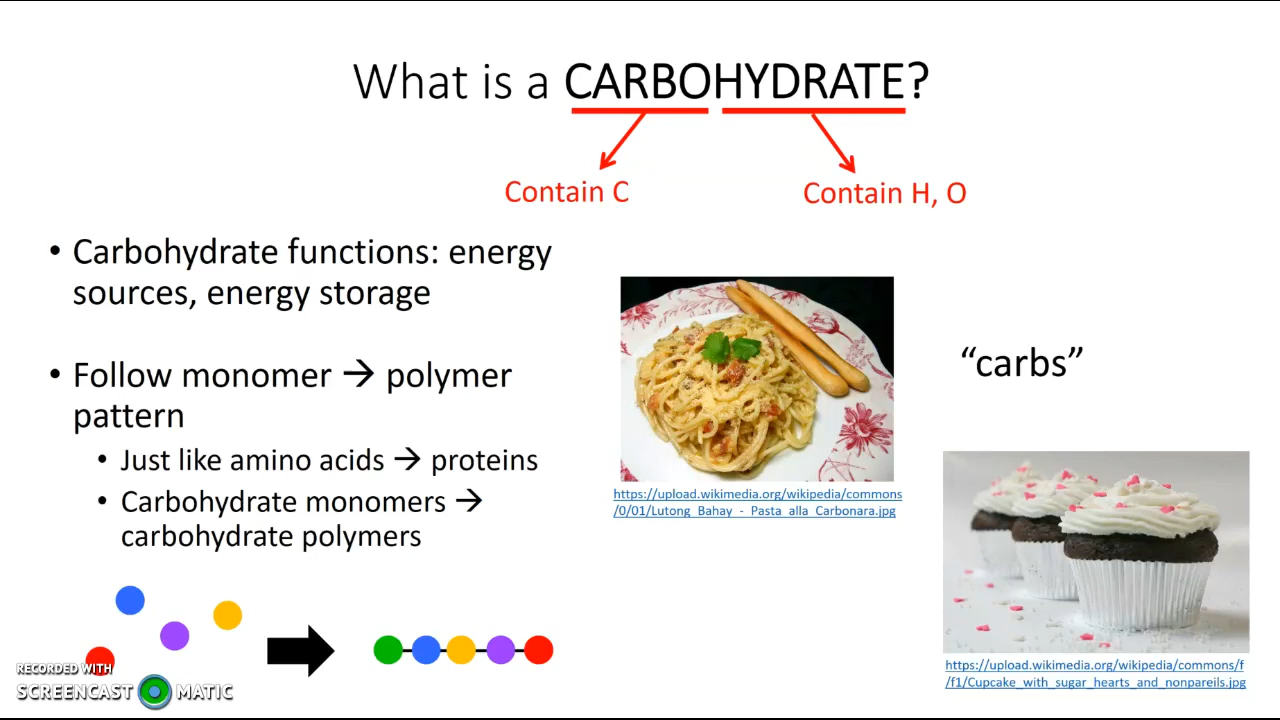 What is a CARBOHYDRATE?
Contain C
Contain H, O
• Carbohydrate functions: energy
sources, energy storage
• Follow monomer → polymer
pattern
• Just like amino acids → proteins
• Carbohydrate monomers →
carbohydrate polymers
https://upload.wikimedia.org/wikipedia/commons
/0/01/Lutong_Bahay_-_Pasta_alla_Carbonara.jpg
“carbs”
https://upload.wikimedia.org/wikipedia/commons/f
/f1/Cupcake_with_sugar_hearts_and_nonpareils.jpg
RECORDED WITH
SCREENCAST MATIC